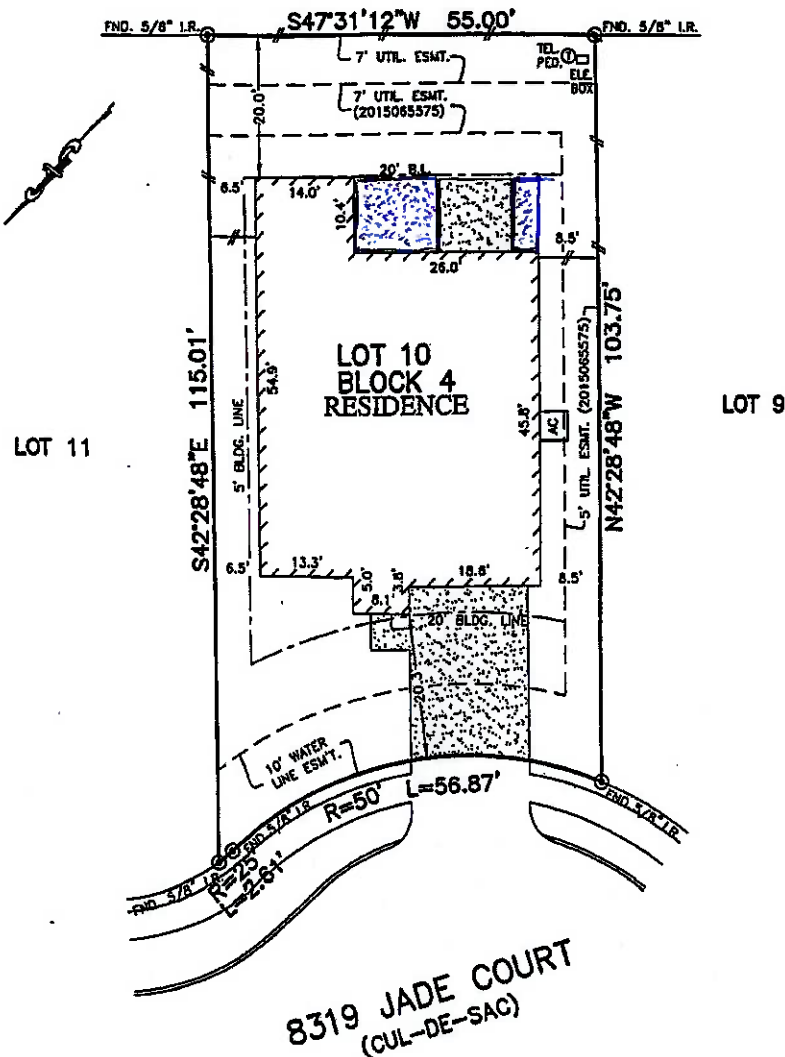 S47°31'12"W 55.00'
FND. 5/8" I.R.
FND. 5/8" I.R.
7' UTIL. ESMT.
TEL. PED.
T
ELE. BOX
7' UTIL. ESMT.
(2015065575)
20.0'
20' B.L.
6.5'
14.0'
10.4'
8.5'
26.0'
S42°28'48"E 115.01'
N42°28'48"W 103.75'
LOT 10
BLOCK 4
RESIDENCE
54.9'
45.8'
AC
5' BLDG. LINE
5' UTIL. ESMT. (2015065575)
LOT 11
LOT 9
6.5'
13.3'
5.0'
3.8'
18.6'
8.5'
8.1'
20' BLDG. LINE
20.3'
10' WATER
LINE ESM'T.
R=50' L=56.87'
FND. 5/8" I.R.
FND. 5/8" I.R.
FND. 5/8" I.R.
R=25'
L=2.61'
8319 JADE COURT
(CUL-DE-SAC)